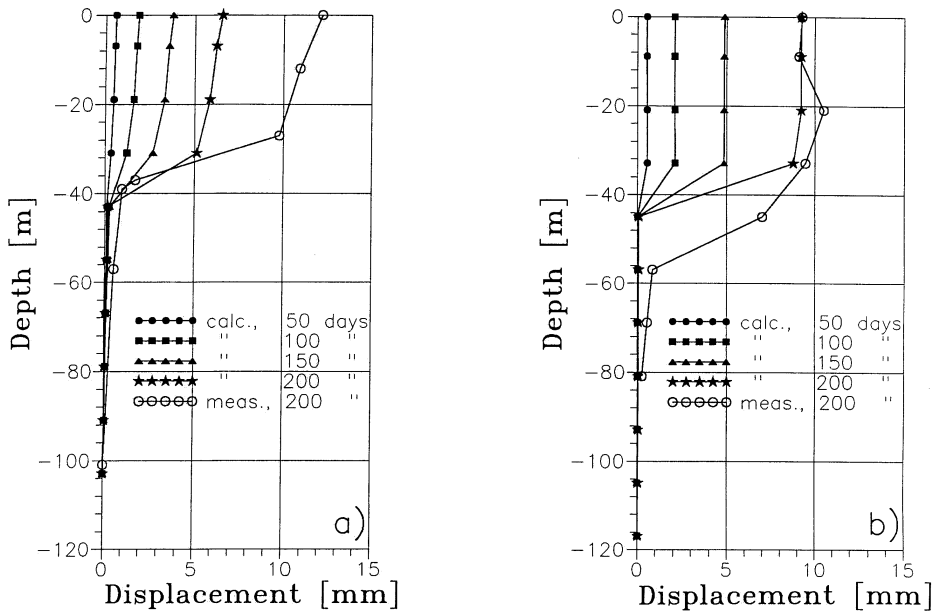 0
−20
−40
−60
−80
−100
−120
Depth [m]
calc., 50 days
" 100 "
" 150 "
" 200 "
meas., 200 "
a)
0 5 10 15
Displacement [mm]
0
−20
−40
−60
−80
−100
−120
Depth [m]
calc., 50 days
" 100 "
" 150 "
" 200 "
meas., 200 "
b)
0 5 10 15
Displacement [mm]